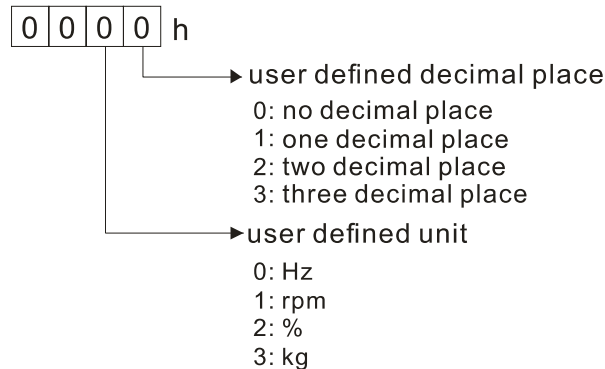 0 0 0 0 h
user defined decimal place
0: no decimal place
1: one decimal place
2: two decimal place
3: three decimal place
user defined unit
0: Hz
1: rpm
2: %
3: kg